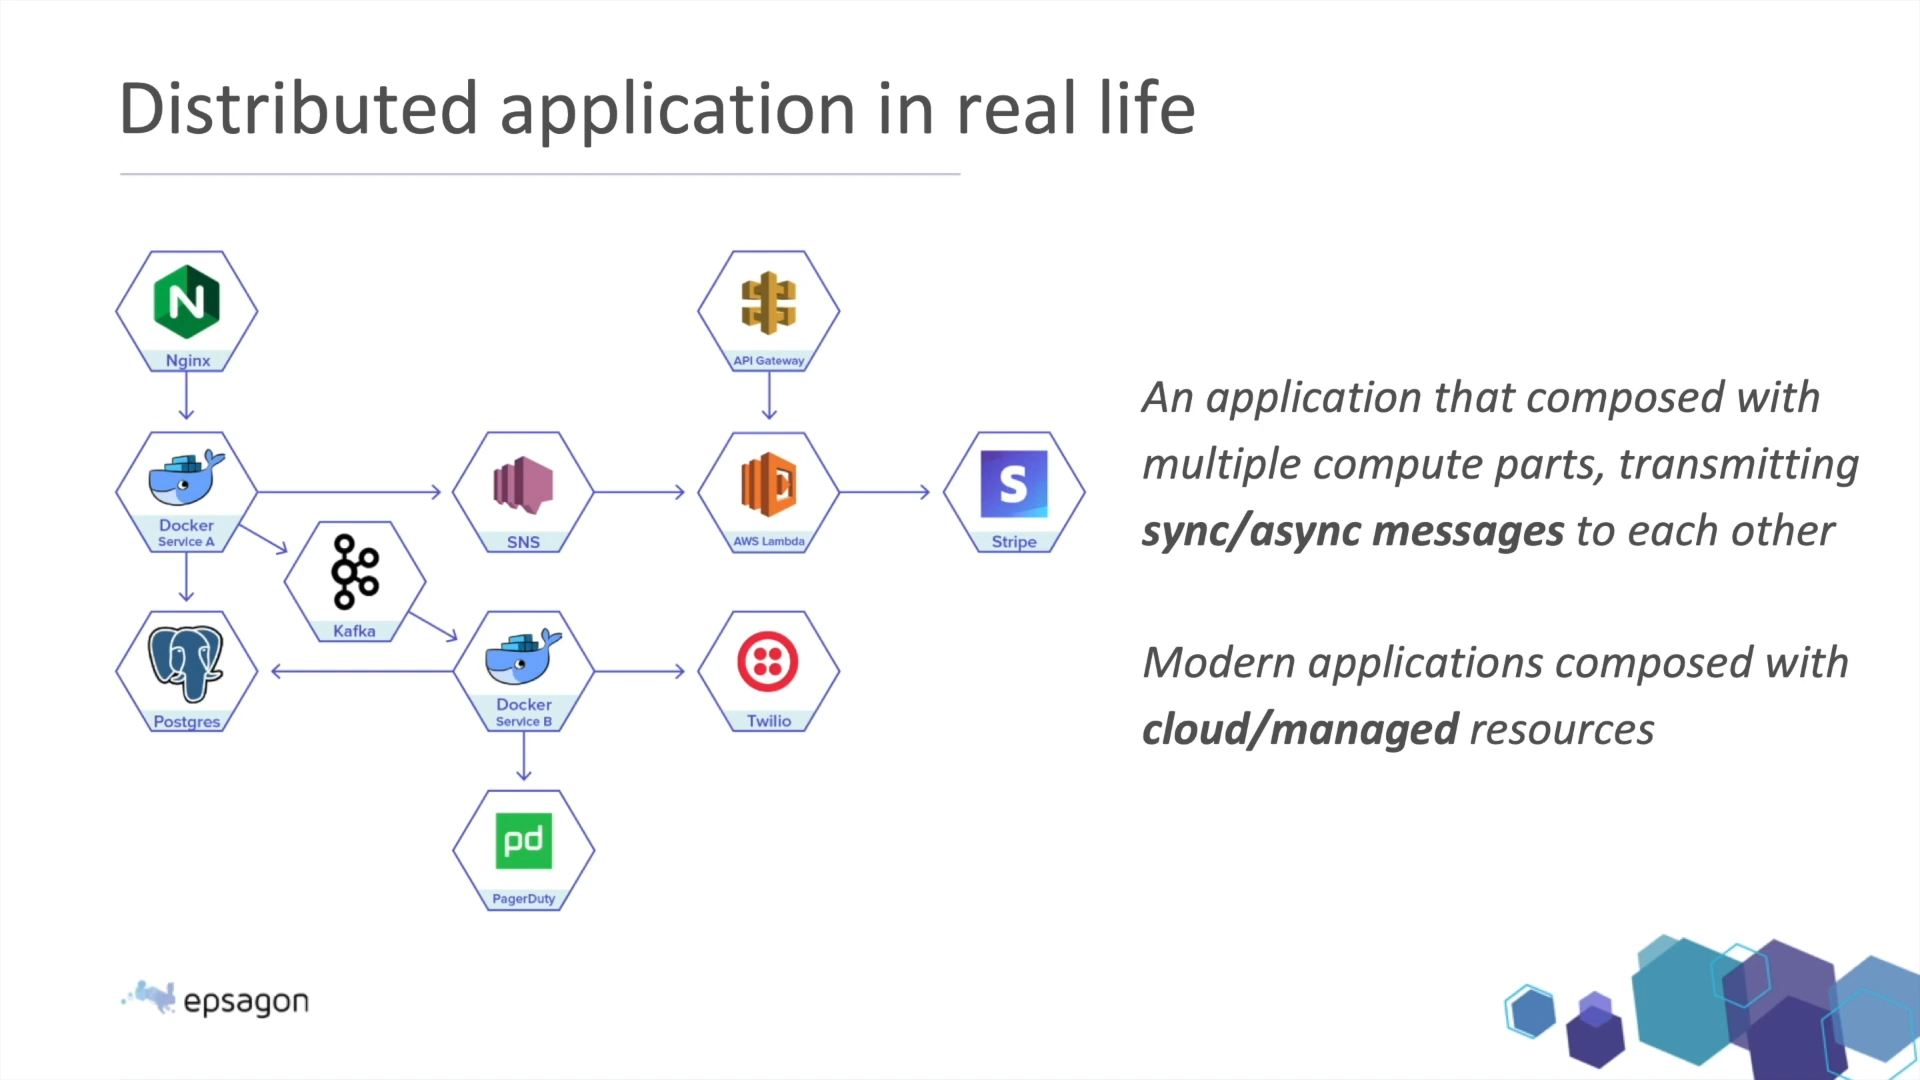 Distributed application in real life
N
Nginx
API Gateway
Docker
Service A
SNS
AWS Lambda
S
Stripe
Kafka
Postgres
Docker
Service B
Twilio
pd
PagerDuty
An application that composed with
multiple compute parts, transmitting
sync/async messages to each other
Modern applications composed with
cloud/managed resources
epsagon